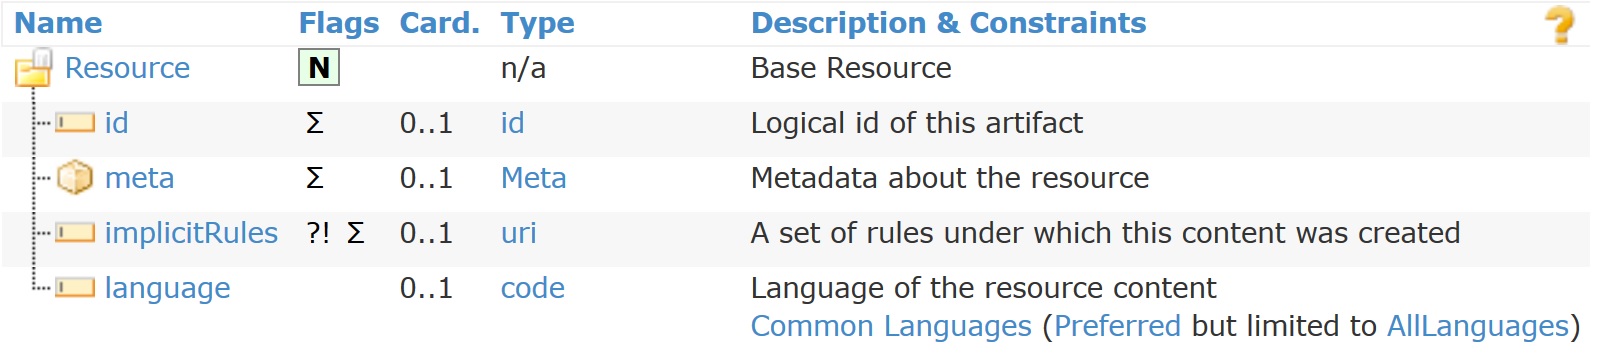 Name Flags Card. Type Description & Constraints ?
Resource N n/a Base Resource
id Σ 0..1 id Logical id of this artifact
meta Σ 0..1 Meta Metadata about the resource
implicitRules ?! Σ 0..1 uri A set of rules under which this content was created
language 0..1 code Language of the resource content
Common Languages (Preferred but limited to AllLanguages)